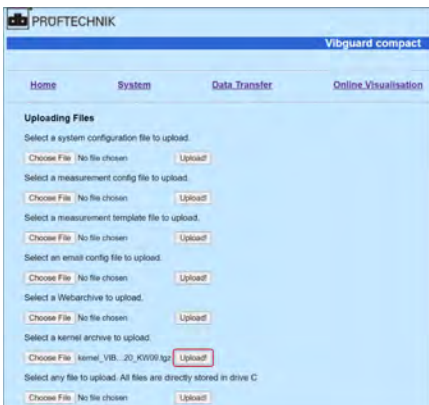 PRÜFTECHNIK
Vibguard compact
Home System Data Transfer Online Visualisation
Uploading Files
Select a system configuration file to upload.
Choose File No file chosen Upload!
Select a measurement config file to upload.
Choose File No file chosen Upload!
Select a measurement template file to upload.
Choose File No file chosen Upload!
Select an email config file to upload.
Choose File No file chosen Upload!
Select a Webarchive to upload.
Choose File No file chosen Upload!
Select a kernel archive to upload.
Choose File kernel_VIB...20_KW09.tgz Upload!
Select any file to upload. All files are directly stored in drive C
Choose File No file chosen Upload!